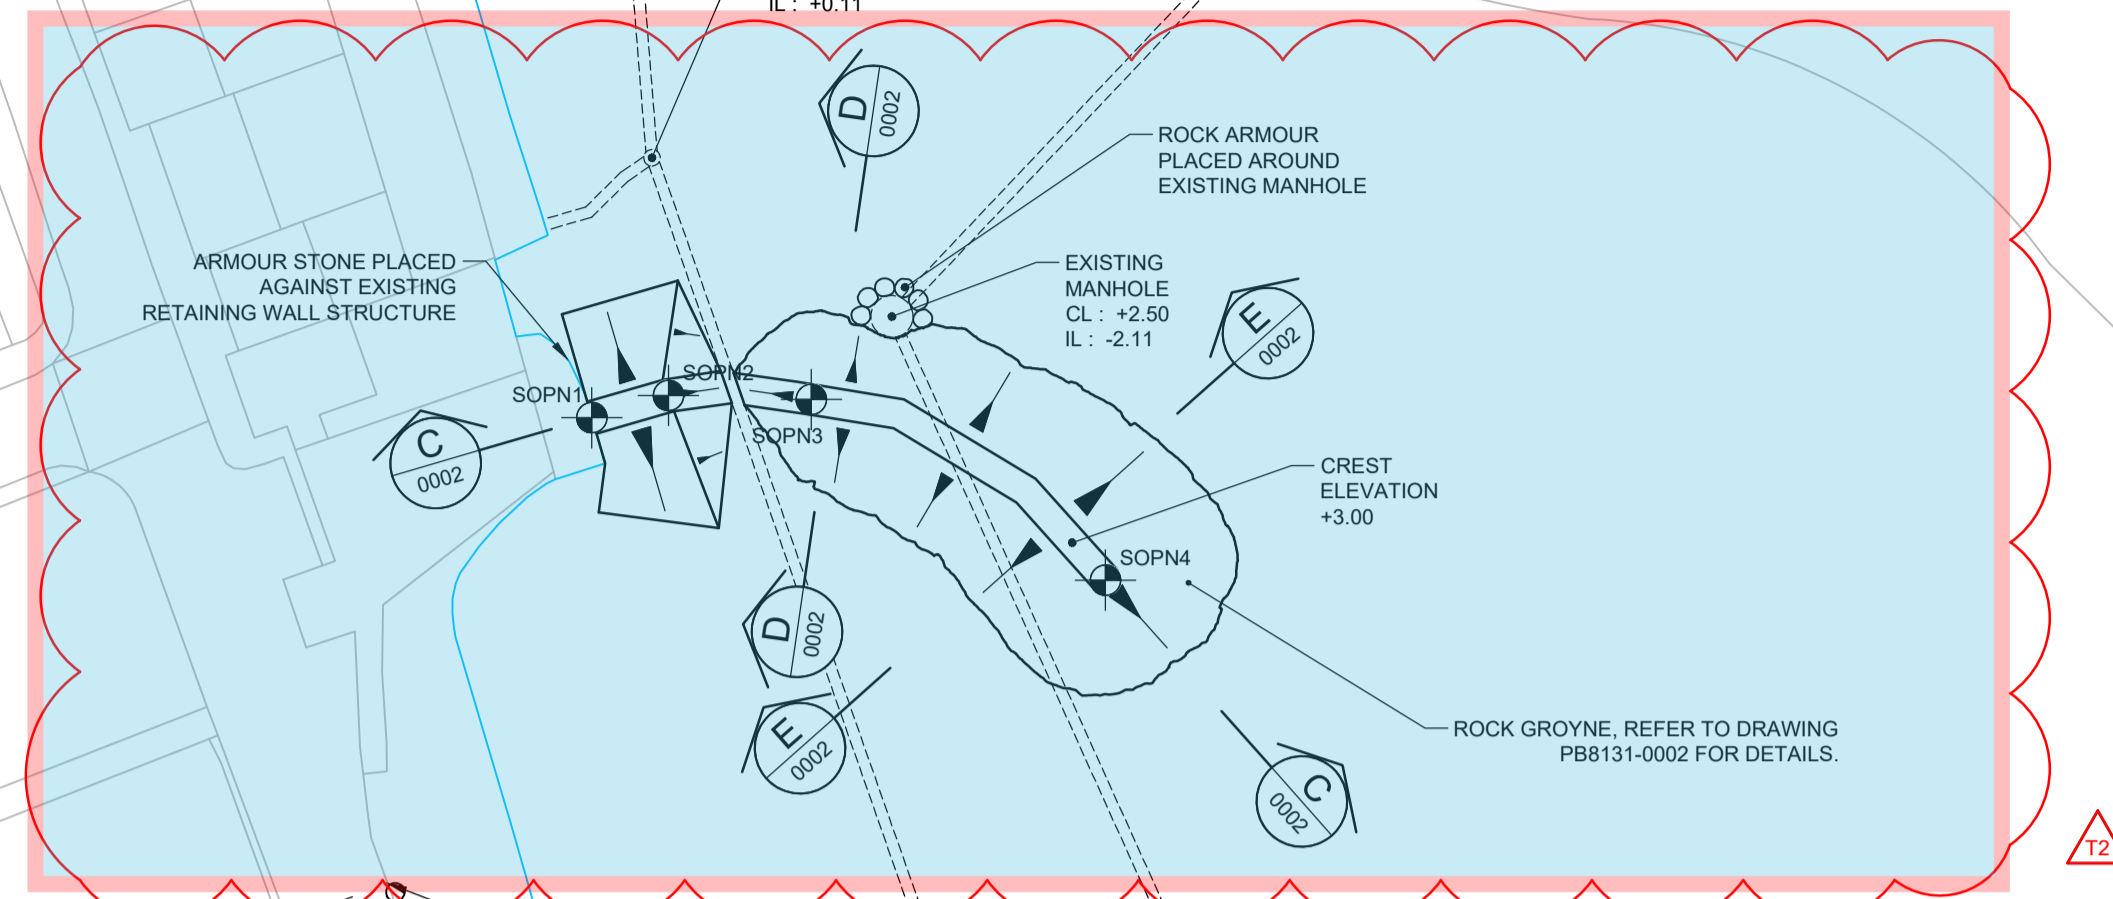 IL : +0.11
D
0002
ROCK ARMOUR
PLACED AROUND
EXISTING MANHOLE
ARMOUR STONE PLACED
AGAINST EXISTING
RETAINING WALL STRUCTURE
EXISTING
MANHOLE
CL : +2.50
IL : -2.11
E
0002
SOPN1
SOPN2
SOPN3
C
0002
CREST
ELEVATION
+3.00
SOPN4
D
0002
E
0002
ROCK GROYNE, REFER TO DRAWING
PB8131-0002 FOR DETAILS.
C
0002
T2